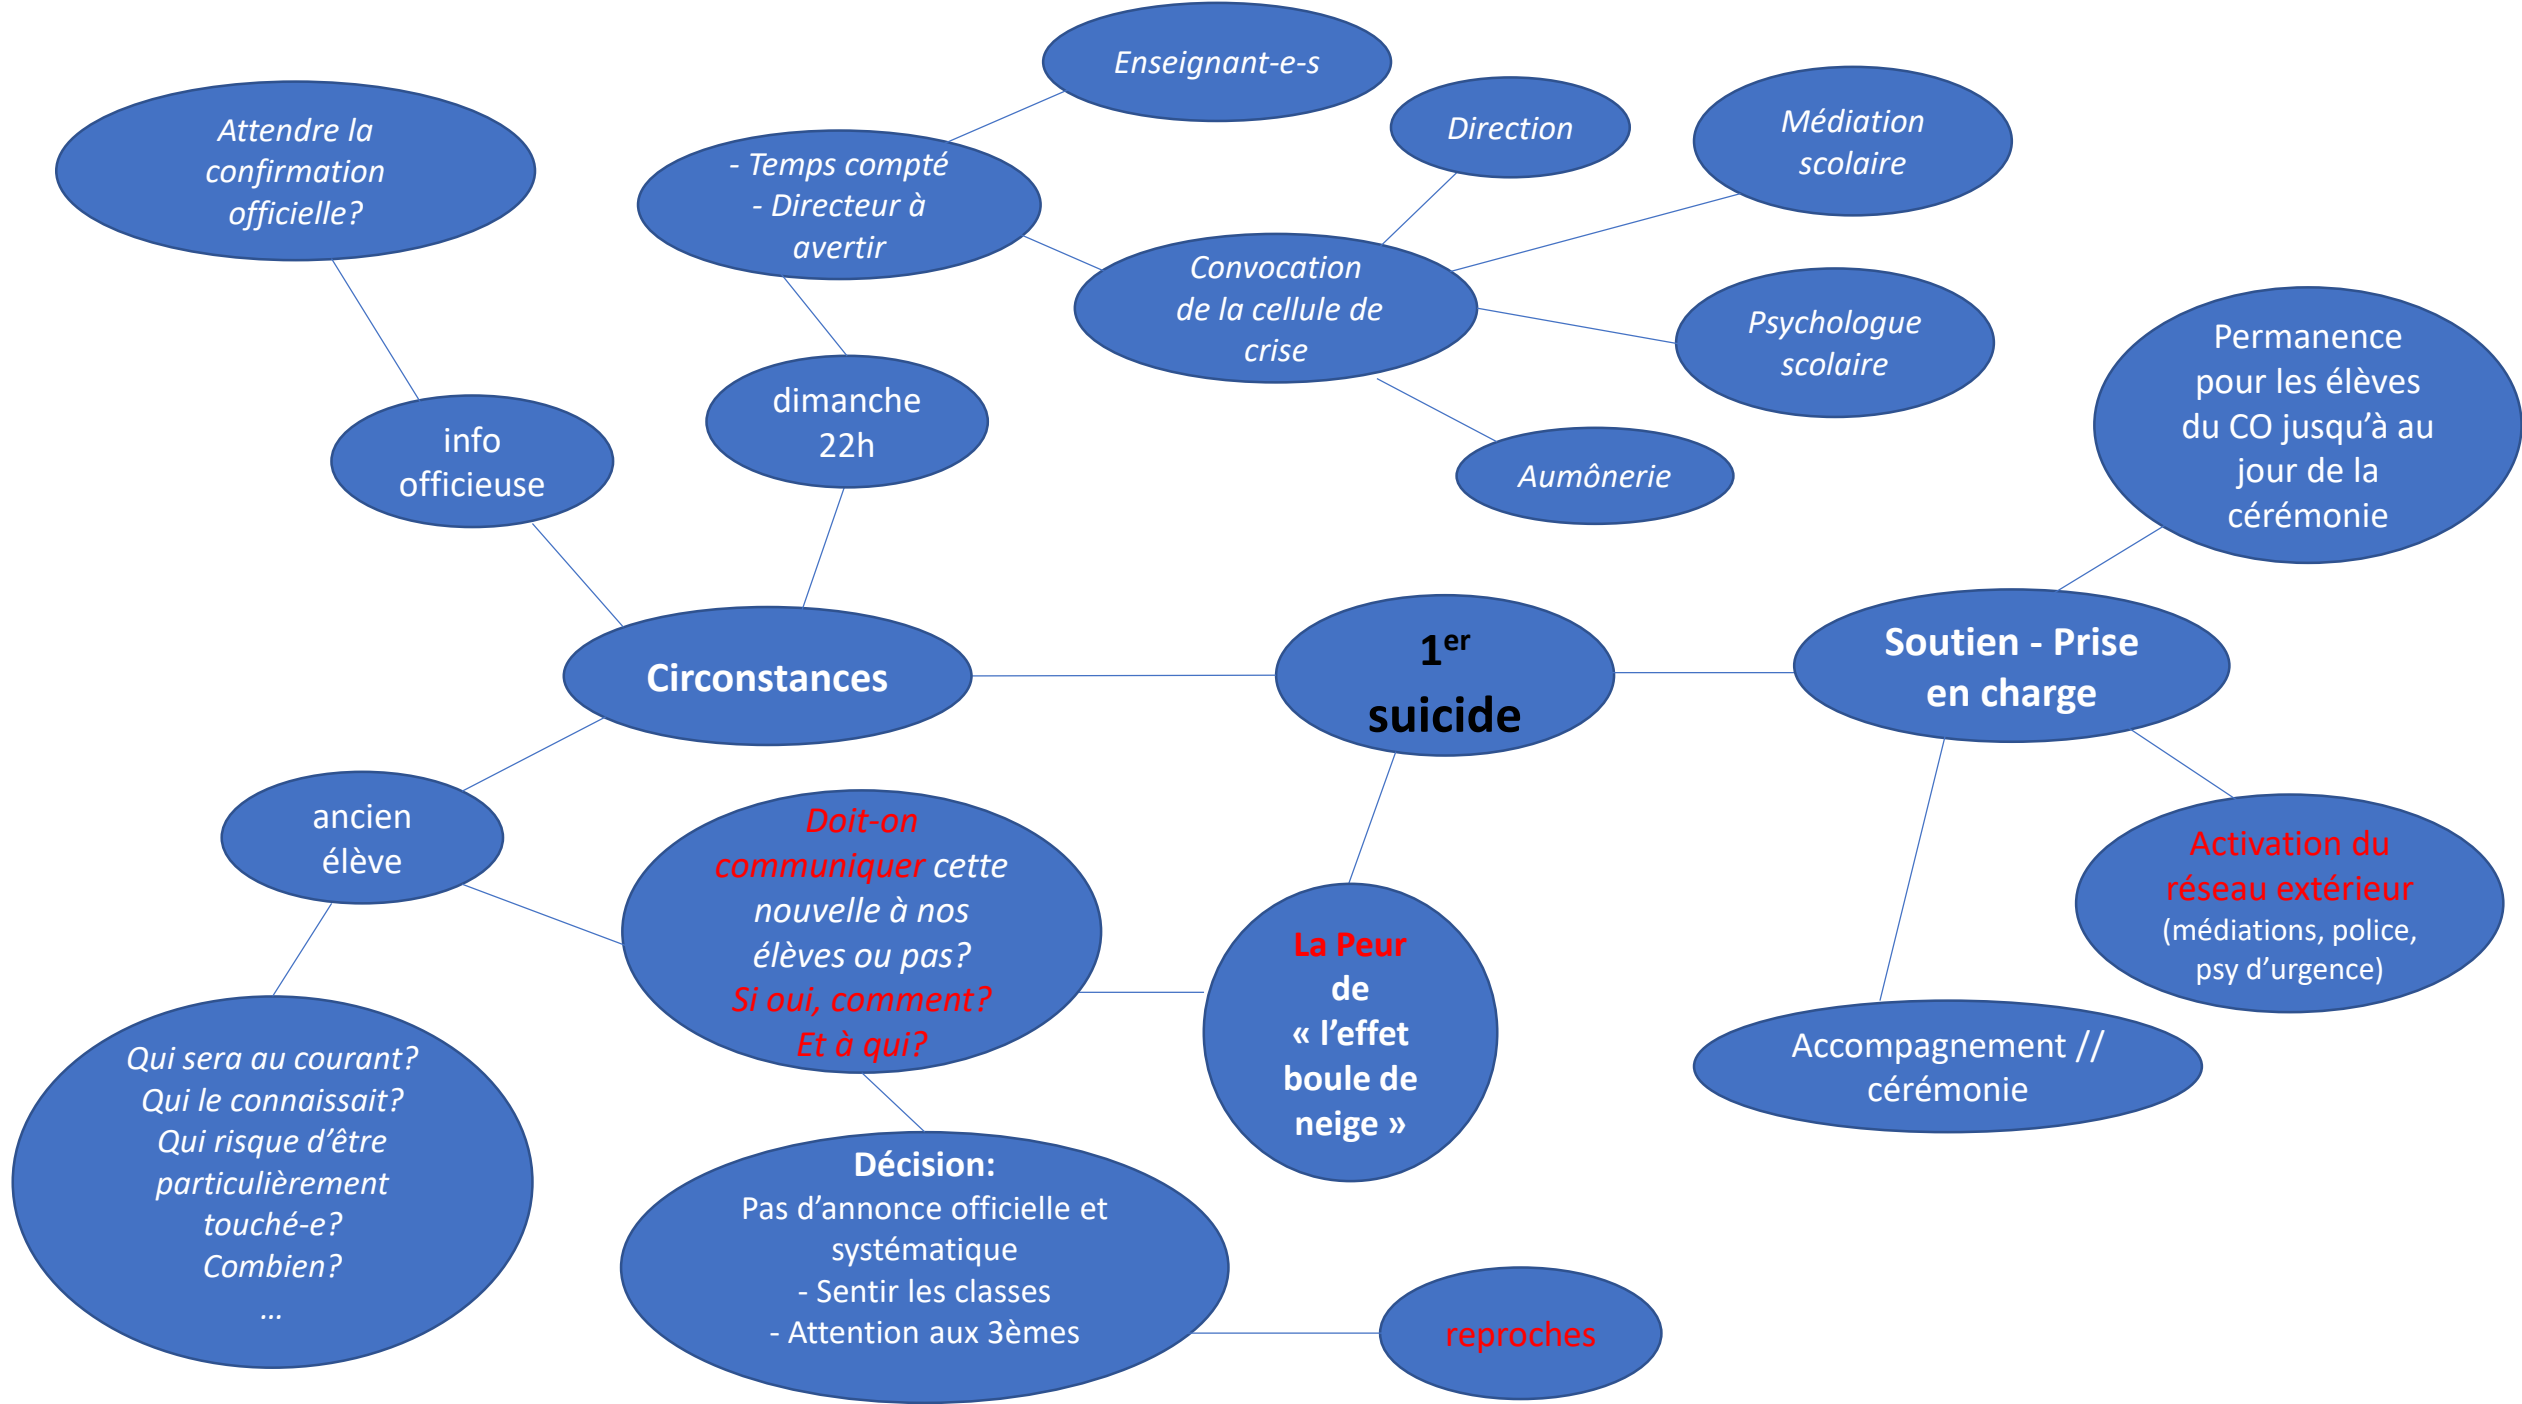 Enseignant-e-s
Attendre la
confirmation
officielle?
- Temps compté
- Directeur à
avertir
Direction
Médiation
scolaire
Convocation
de la cellule de
crise
Psychologue
scolaire
Aumônerie
Permanence
pour les élèves
du CO jusqu’à au
jour de la
cérémonie
info
officieuse
dimanche
22h
Circonstances
1er
suicide
Soutien - Prise
en charge
ancien
élève
Doit-on
communiquer cette
nouvelle à nos
élèves ou pas?
Si oui, comment?
Et à qui?
La Peur
de
« l’effet
boule de
neige »
Activation du
réseau extérieur
(médiations, police,
psy d’urgence)
Accompagnement //
cérémonie
Qui sera au courant?
Qui le connaissait?
Qui risque d’être
particulièrement
touché-e?
Combien?
…
Décision:
Pas d’annonce officielle et
systématique
- Sentir les classes
- Attention aux 3èmes
reproches